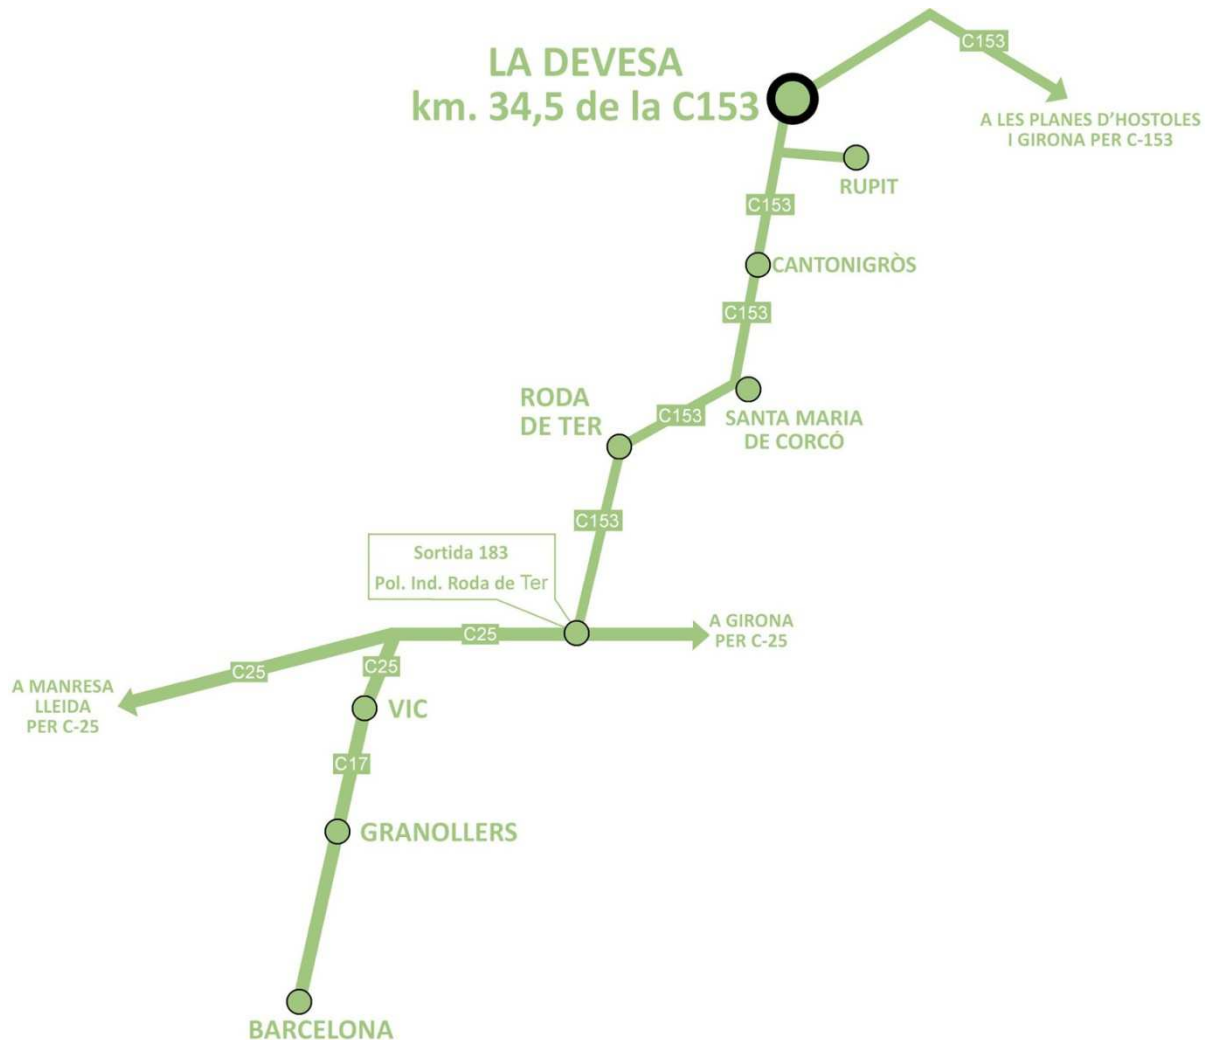 C153
LA DEVESA
km. 34,5 de la C153
A LES PLANES D'HOSTOLES
I GIRONA PER C-153
RUPIT
C153
CANTONIGRÒS
C153
RODA
DE TER
C153
SANTA MARIA
DE CORCÓ
C153
Sortida 183
Pol. Ind. Roda de Ter
C25
A GIRONA
PER C-25
C25
C25
A MANRESA
LLEIDA
PER C-25
VIC
C17
GRANOLLERS
BARCELONA